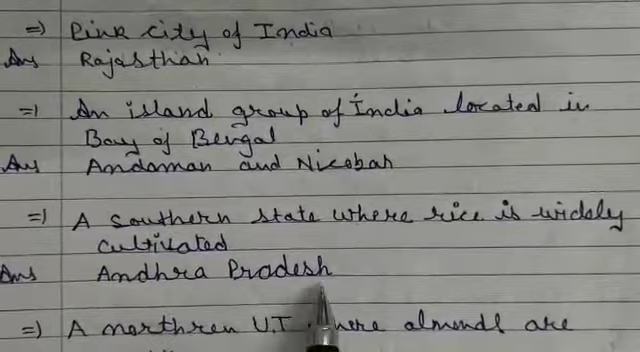 =) Pink city of India
Ans Rajasthan
=) An island group of India located in
Bay of Bengal
Ans Andaman and Nicobar
=) A southern state where rice is widely
cultivated
Ans Andhra Pradesh
=) A northren U.T. almonds are